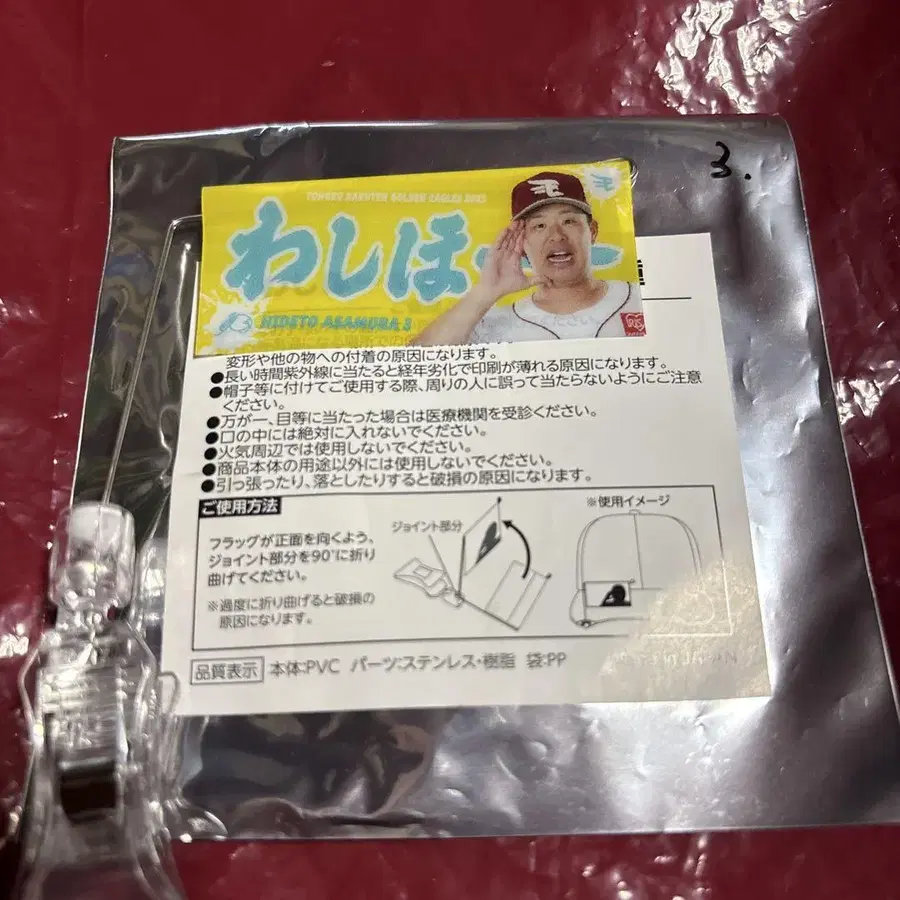 3.
TOHOKU RAKUTEN GOLDEN EAGLES 2023
わしほー
HIDETO ASAMURA 3
変形や他の物への付着の原因になります。
●長い時間紫外線に当たると経年劣化で印刷が薄れる原因になります。
●帽子等に付けてご使用する際、周りの人に誤って当たらないようにご注意
ください。
●万が一、目等に当たった場合は医療機関を受診ください。
●口の中には絶対に入れないでください。
●火気周辺では使用しないでください。
●商品本体の用途以外には使用しないでください。
●引っ張ったり、落としたりすると破損の原因になります。
ご使用方法
フラッグが正面を向くよう、
ジョイント部分を90°に折り
曲げてください。
※過度に折り曲げると破損の
原因になります。
ジョイント部分
※使用イメージ
品質表示 本体:PVC パーツ:ステンレス・樹脂 袋:PP